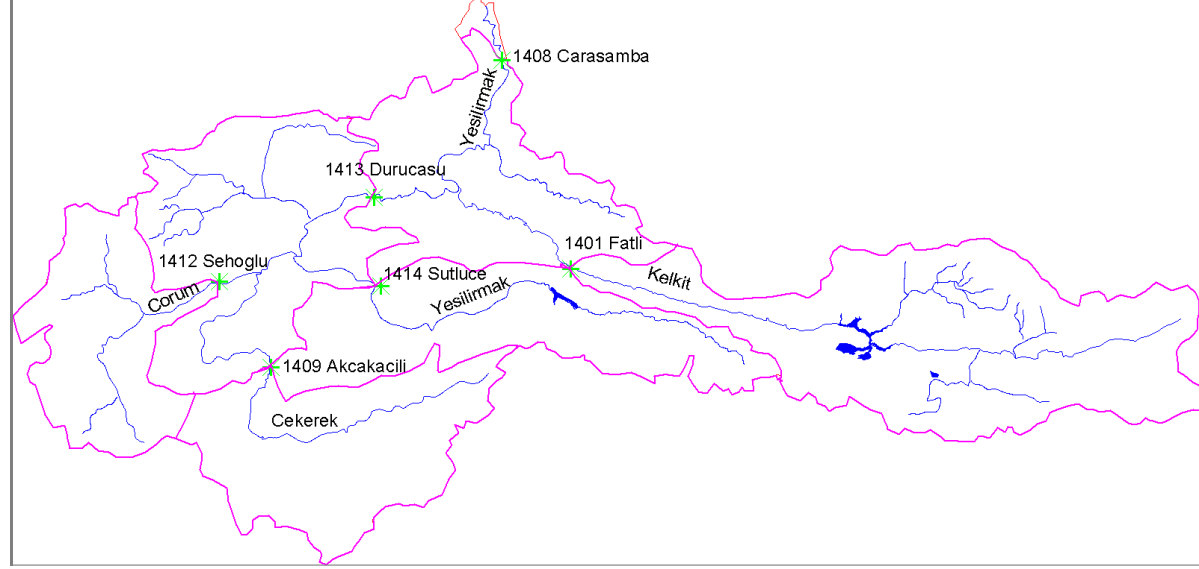 1408 Carasamba
Yesilirmak
1413 Durucasu
1401 Fatli
1412 Sehoglu
Kelkit
1414 Sutluce
Corum
Yesilirmak
1409 Akcakacili
Cekerek